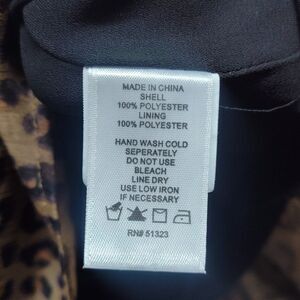 MADE IN CHINA
SHELL
100% POLYESTER
LINING
100% POLYESTER
HAND WASH COLD
SEPERATELY
DO NOT USE
BLEACH
LINE DRY
USE LOW IRON
IF NECESSARY
RN# 51323